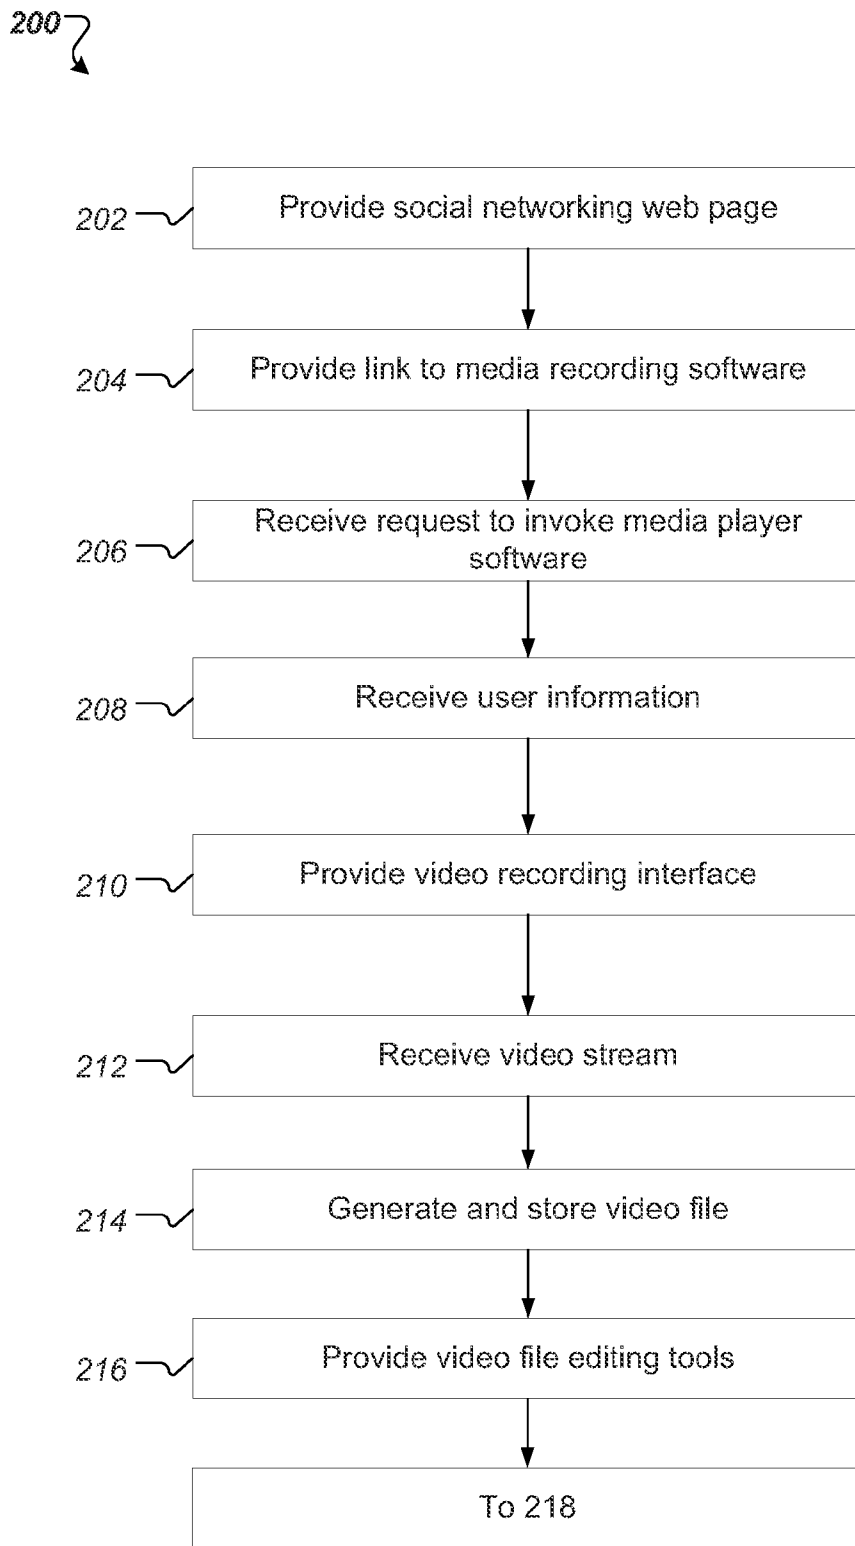 200
202
Provide social networking web page
204
Provide link to media recording software
206
Receive request to invoke media player
software
208
Receive user information
210
Provide video recording interface
212
Receive video stream
214
Generate and store video file
216
Provide video file editing tools
To 218